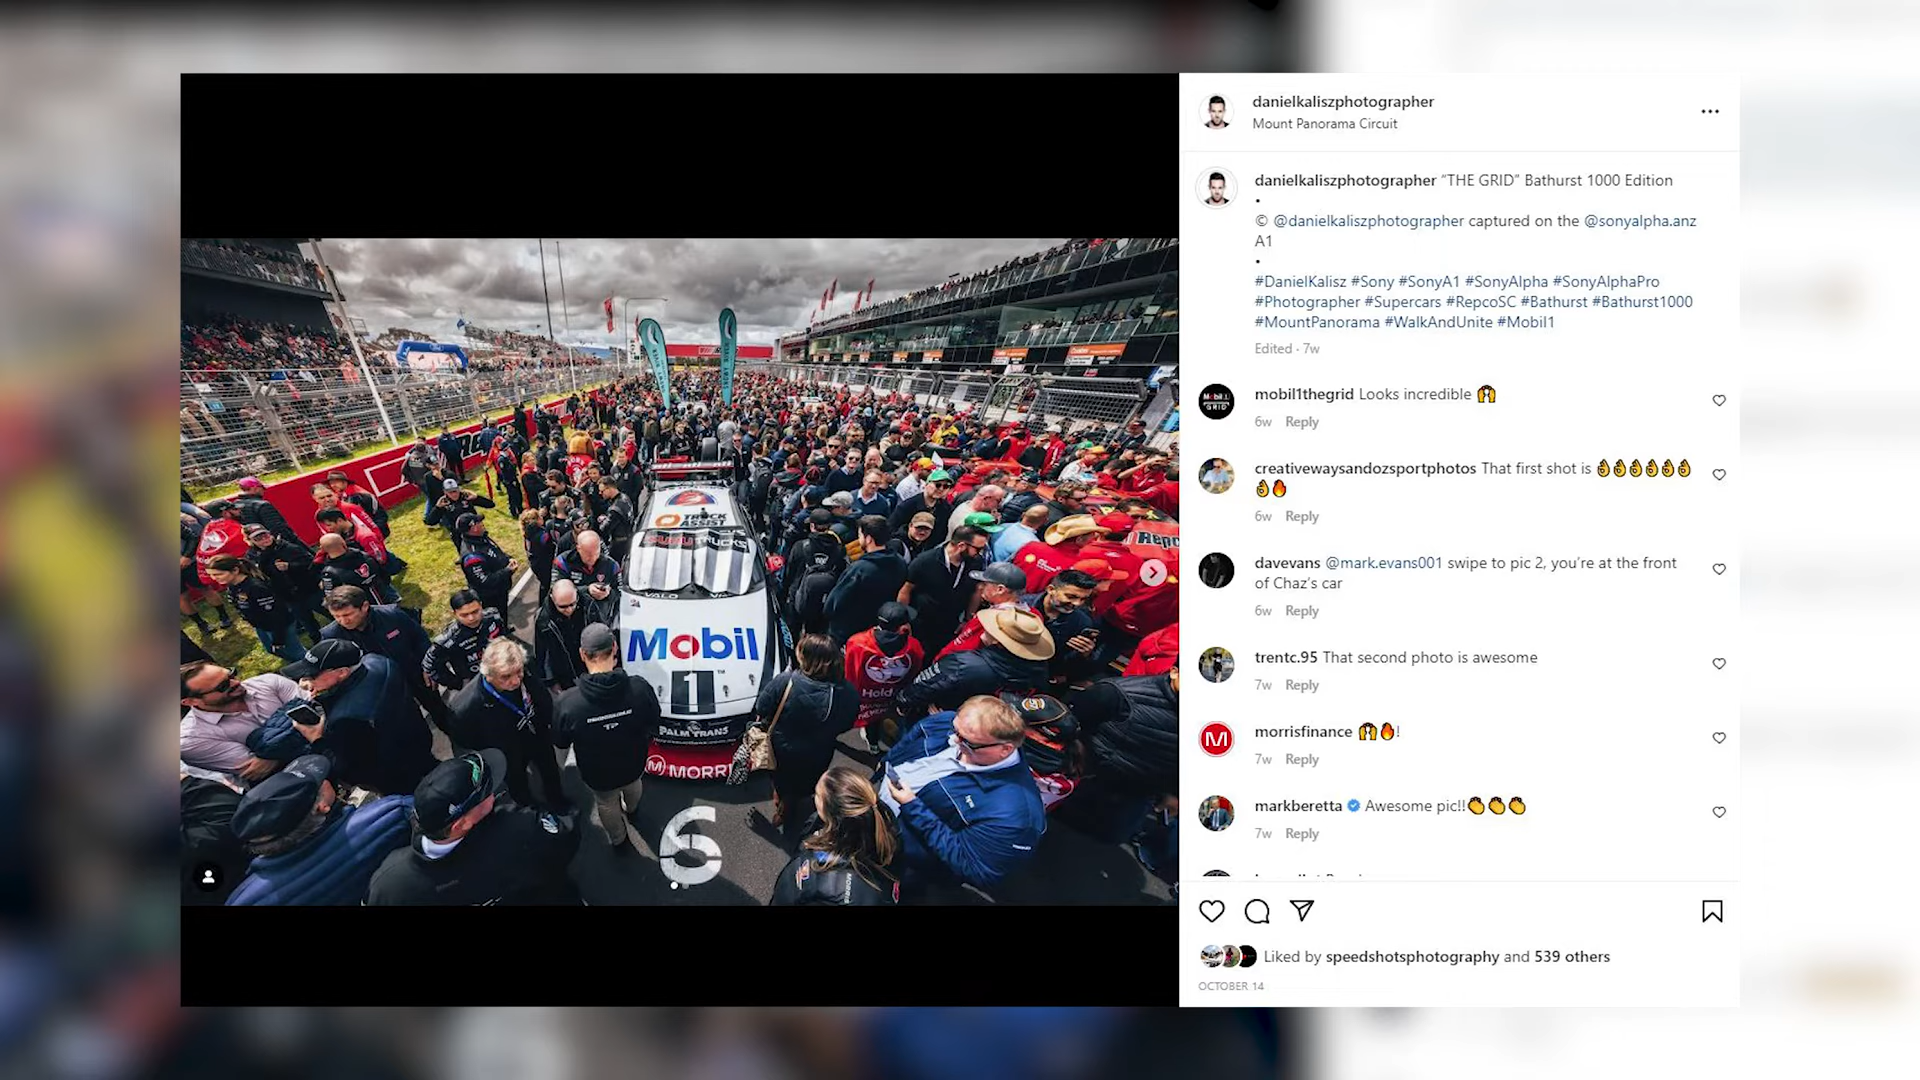 danielkaliszphotographer
Mount Panorama Circuit
danielkaliszphotographer “THE GRID” Bathurst 1000 Edition
•
© @danielkaliszphotographer captured on the @sonyalpha.anz
A1
•
#DanielKalisz #Sony #SonyA1 #SonyAlpha #SonyAlphaPro
#Photographer #Supercars #RepcoSC #Bathurst #Bathurst1000
#MountPanorama #WalkAndUnite #Mobil1
Edited · 7w
mobil1thegrid Looks incredible 🙌
6w Reply
creativewaysandozsportphotos That first shot is 👌👌👌👌👌👌
👌🔥
6w Reply
davevans @mark.evans001 swipe to pic 2, you’re at the front
of Chaz’s car
6w Reply
trentc.95 That second photo is awesome
7w Reply
morrisfinance 🙌🔥!
7w Reply
markberetta Awesome pic!!👏👏👏
7w Reply
Liked by speedshotsphotography and 539 others
OCTOBER 14
TRUCK
ASSIST
Mobil
1
PALM TRANS
MORRI
6
Repc
Hold